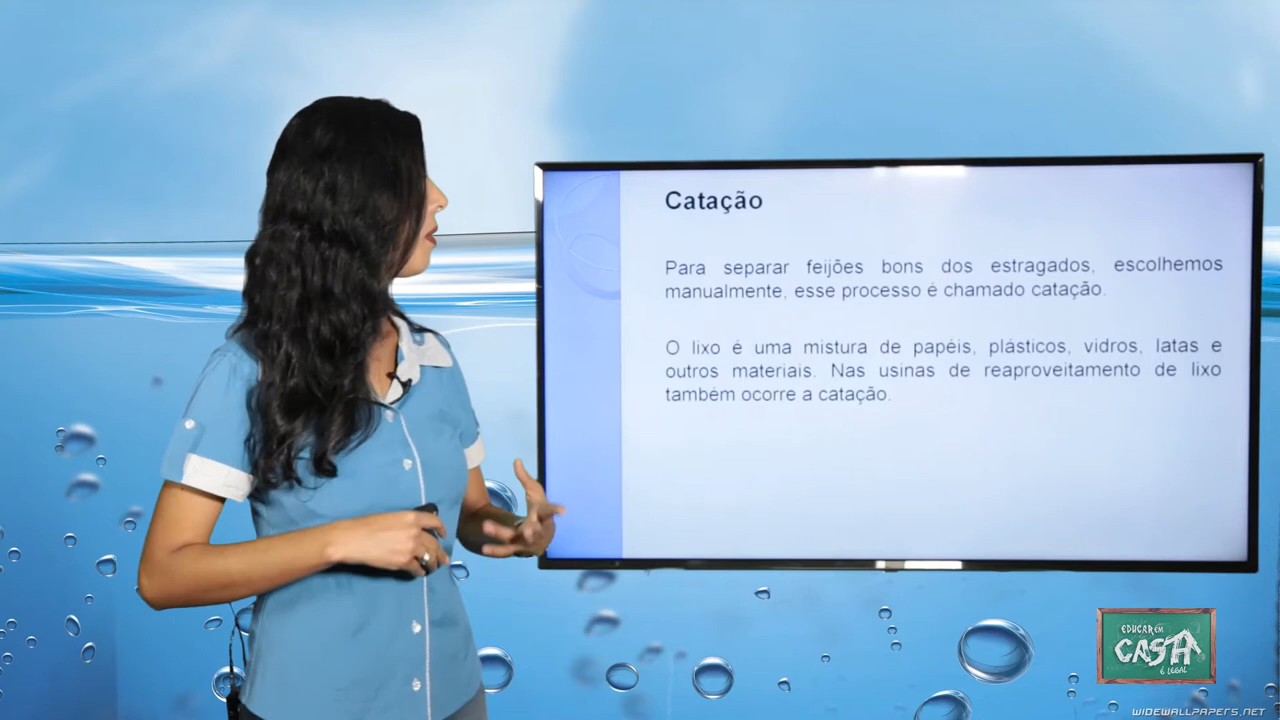 Catação
Para separar feijões bons dos estragados, escolhemos
manualmente, esse processo é chamado catação.
O lixo é uma mistura de papéis, plásticos, vidros, latas e
outros materiais. Nas usinas de reaproveitamento de lixo
também ocorre a catação.
EDUCAR EM
CASA
É LEGAL
WIDEWALLPAPERS.NET